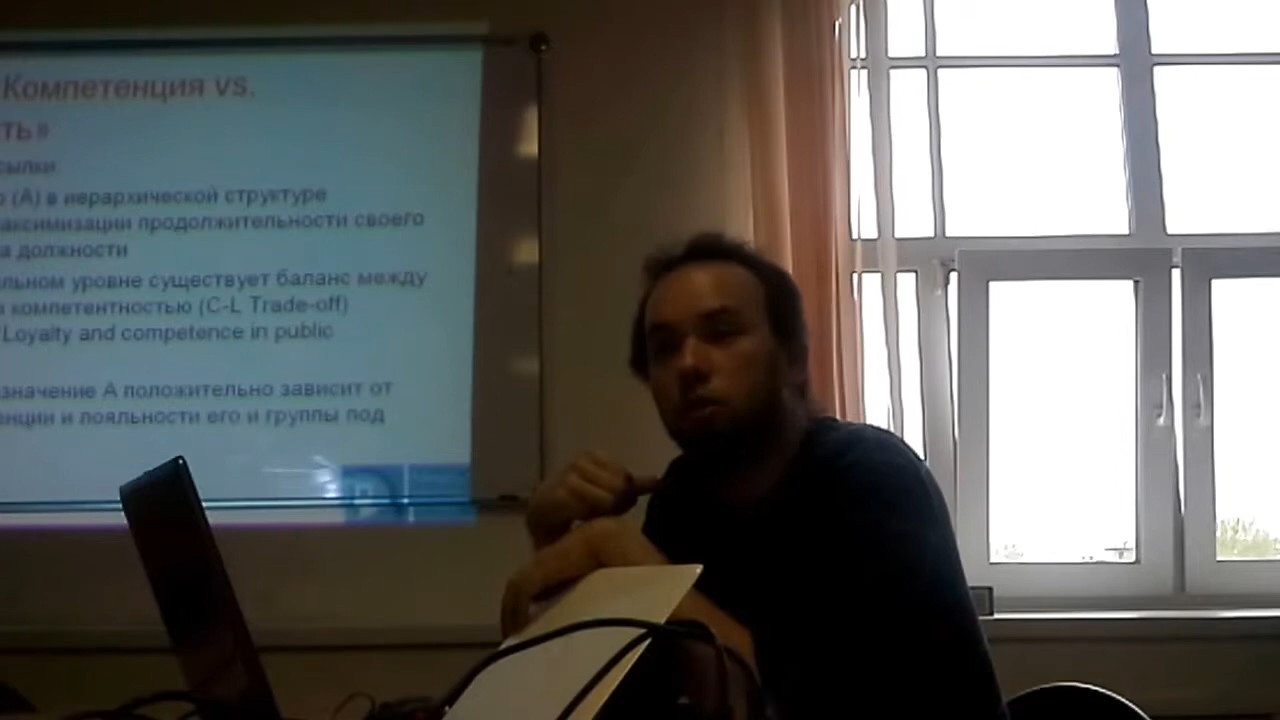 Компетенция vs.
ть»
сылки
о (А) в иерархической структуре
аксимизации продолжительности своего
а должности
льном уровне существует баланс между
компетентностью (C-L Trade-off)
Loyalty and competence in public
значение А положительно зависит от
енции и лояльности его и группы под